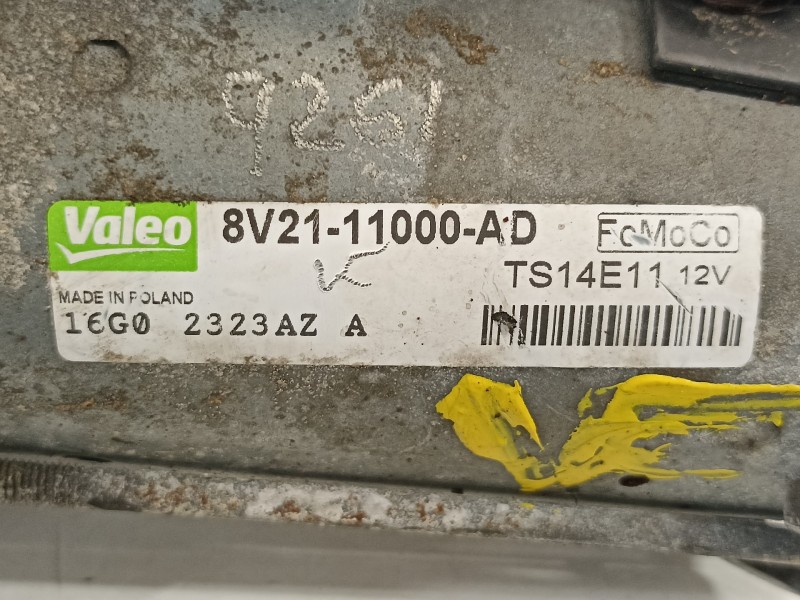 9261
Valeo 8V21-11000-AD FoMoCo
TS14E11 12V
MADE IN POLAND
16G0 2323AZ A